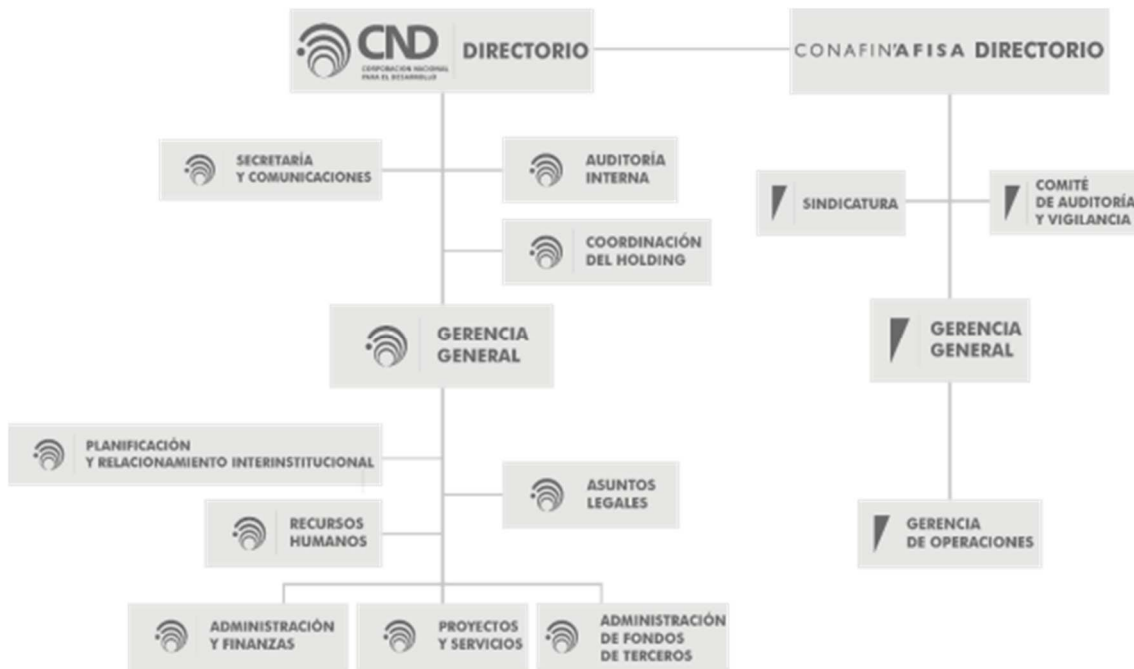 CND
CORPORACIÓN NACIONAL
PARA EL DESARROLLO
DIRECTORIO
CONAFIN'AFISA DIRECTORIO
SECRETARÍA
Y COMUNICACIONES
AUDITORÍA
INTERNA
SINDICATURA
COMITÉ
DE AUDITORÍA
Y VIGILANCIA
COORDINACIÓN
DEL HOLDING
GERENCIA
GENERAL
GERENCIA
GENERAL
PLANIFICACIÓN
Y RELACIONAMIENTO INTERINSTITUCIONAL
ASUNTOS
LEGALES
RECURSOS
HUMANOS
GERENCIA
DE OPERACIONES
ADMINISTRACIÓN
Y FINANZAS
PROYECTOS
Y SERVICIOS
ADMINISTRACIÓN
DE FONDOS
DE TERCEROS